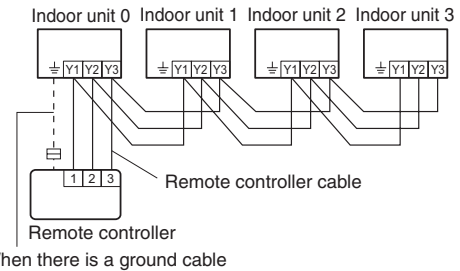 Indoor unit 0 Indoor unit 1 Indoor unit 2 Indoor unit 3
Y1 Y2 Y3 Y1 Y2 Y3 Y1 Y2 Y3 Y1 Y2 Y3
1 2 3
Remote controller cable
Remote controller
hen there is a ground cable